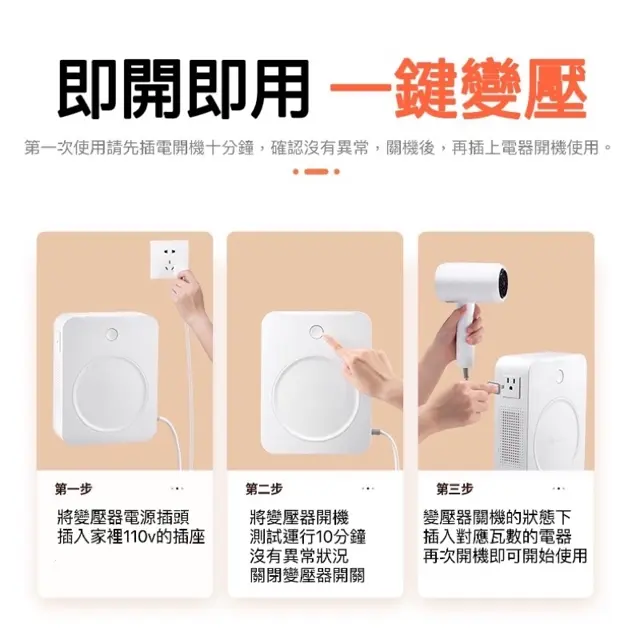 即開即用 一鍵變壓
第一次使用請先插電開機十分鐘，確認沒有異常，關機後，再插上電器開機使用。
第一步
將變壓器電源插頭
插入家裡110v的插座
第二步
將變壓器開機
測試運行10分鐘
沒有異常狀況
關閉變壓器開關
第三步
變壓器關機的狀態下
插入對應瓦數的電器
再次開機即可開始使用